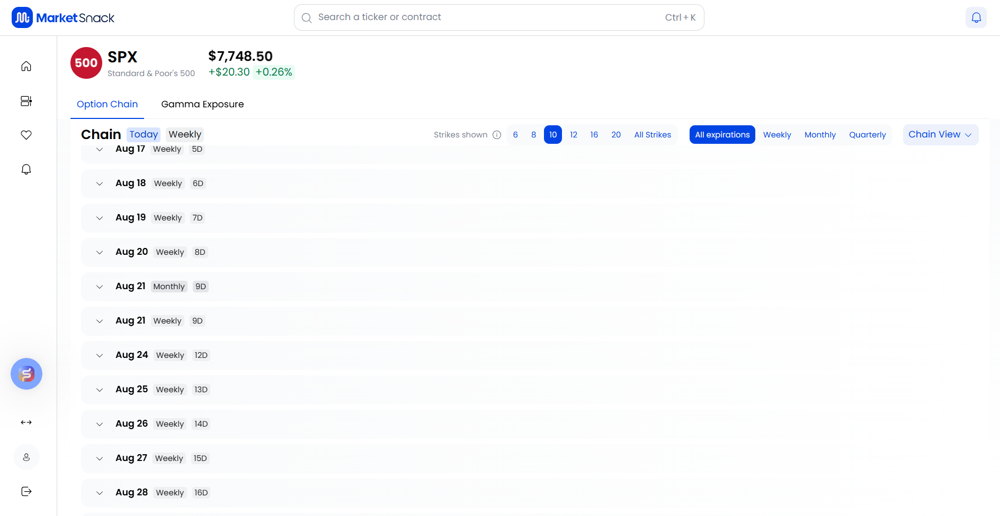 MarketSnack
Search a ticker or contract
Ctrl + K
500
SPX
Standard & Poor's 500
$7,748.50
+$20.30 +0.26%
Option Chain
Gamma Exposure
Chain Today Weekly
Strikes shown 6 8 10 12 16 20 All Strikes
All expirations Weekly Monthly Quarterly
Chain View
Aug 17 Weekly 5D
Aug 18 Weekly 6D
Aug 19 Weekly 7D
Aug 20 Weekly 8D
Aug 21 Monthly 9D
Aug 21 Weekly 9D
Aug 24 Weekly 12D
Aug 25 Weekly 13D
Aug 26 Weekly 14D
Aug 27 Weekly 15D
Aug 28 Weekly 16D